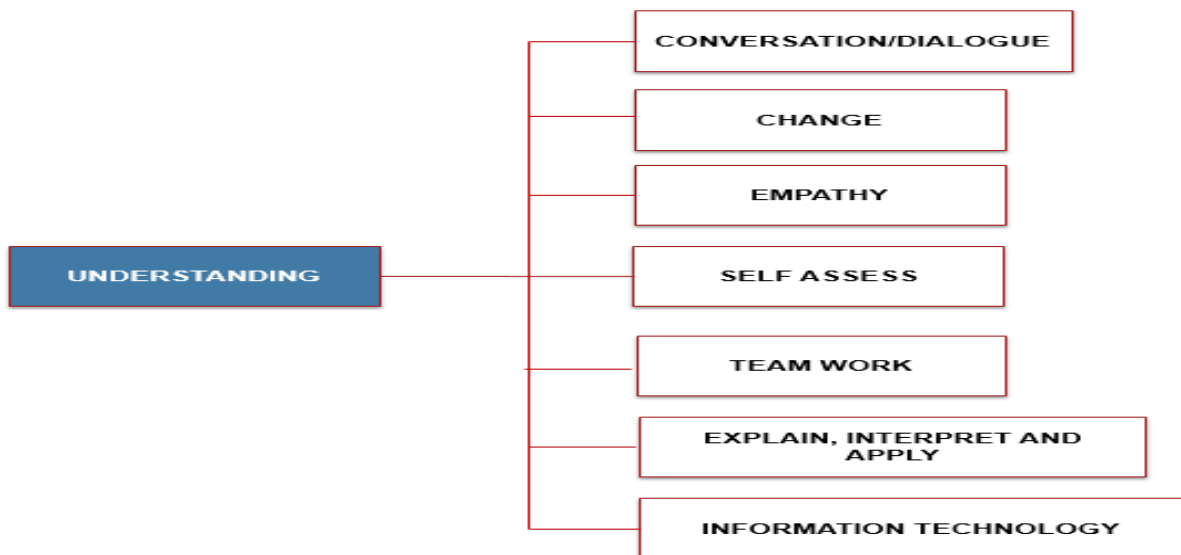 CONVERSATION/DIALOGUE
CHANGE
EMPATHY
UNDERSTANDING
SELF ASSESS
TEAM WORK
EXPLAIN, INTERPRET AND
APPLY
INFORMATION TECHNOLOGY